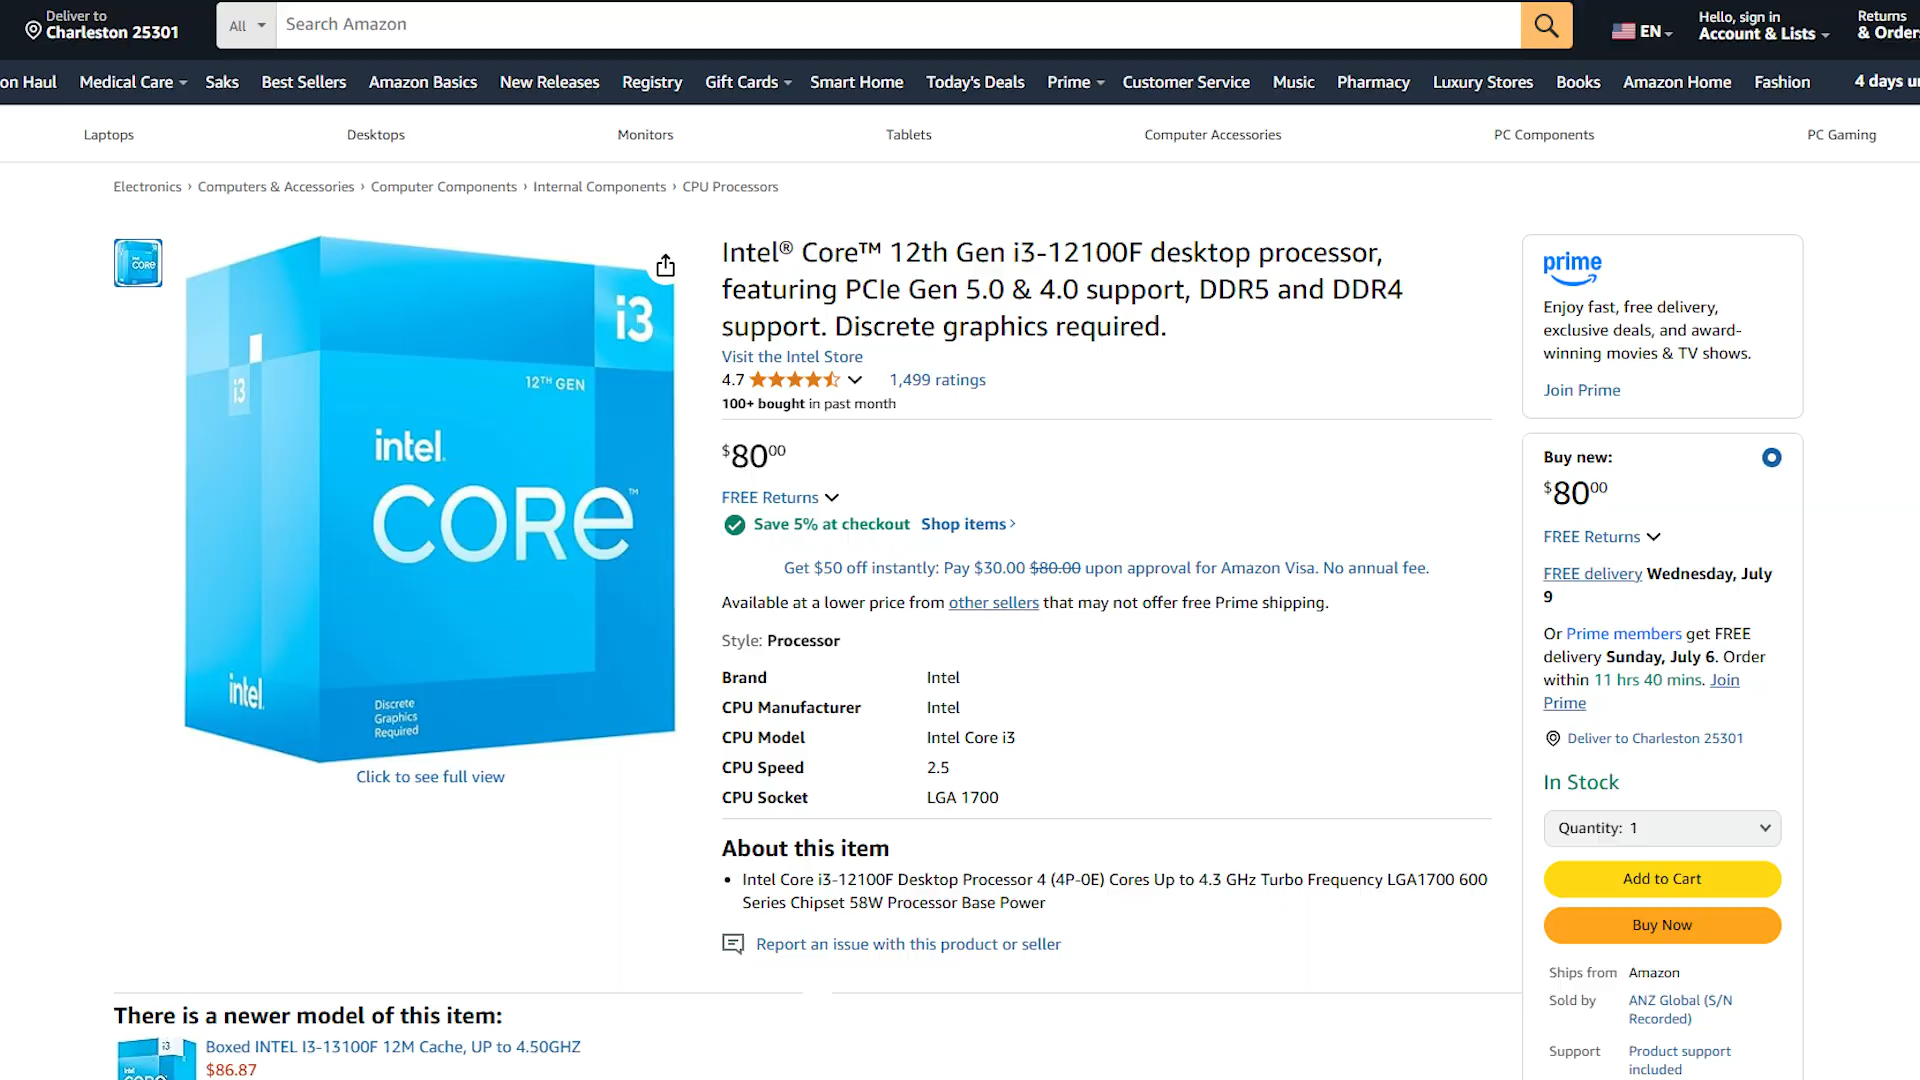 Deliver to
Charleston 25301
All
Search Amazon
EN
Hello, sign in
Account & Lists
Returns
& Orders
on Haul
Medical Care
Saks
Best Sellers
Amazon Basics
New Releases
Registry
Gift Cards
Smart Home
Today's Deals
Prime
Customer Service
Music
Pharmacy
Luxury Stores
Books
Amazon Home
Fashion
4 days
Laptops
Desktops
Monitors
Tablets
Computer Accessories
PC Components
PC Gaming
Electronics › Computers & Accessories › Computer Components › Internal Components › CPU Processors
intel CORE
i3
i3
12TH GEN
intel.
CORE™
intel.
Discrete
Graphics
Required
Click to see full view
Intel® Core™ 12th Gen i3-12100F desktop processor,
featuring PCIe Gen 5.0 & 4.0 support, DDR5 and DDR4
support. Discrete graphics required.
Visit the Intel Store
4.7
1,499 ratings
100+ bought in past month
$80 00
FREE Returns
Save 5% at checkout Shop items ›
Get $50 off instantly: Pay $30.00 $80.00 upon approval for Amazon Visa. No annual fee.
Available at a lower price from other sellers that may not offer free Prime shipping.
Style: Processor
Brand Intel
CPU Manufacturer Intel
CPU Model Intel Core i3
CPU Speed 2.5
CPU Socket LGA 1700
About this item
• Intel Core i3-12100F Desktop Processor 4 (4P-0E) Cores Up to 4.3 GHz Turbo Frequency LGA1700 600
Series Chipset 58W Processor Base Power
Report an issue with this product or seller
prime
Enjoy fast, free delivery,
exclusive deals, and award-
winning movies & TV shows.
Join Prime
Buy new:
$80 00
FREE Returns
FREE delivery Wednesday, July
9
Or Prime members get FREE
delivery Sunday, July 6. Order
within 11 hrs 40 mins. Join
Prime
Deliver to Charleston 25301
In Stock
Quantity: 1
Add to Cart
Buy Now
Ships from Amazon
Sold by ANZ Global (S/N
Recorded)
Support Product support
included
There is a newer model of this item:
Boxed INTEL I3-13100F 12M Cache, UP to 4.50GHZ
$86.87
i3
intel
CORE